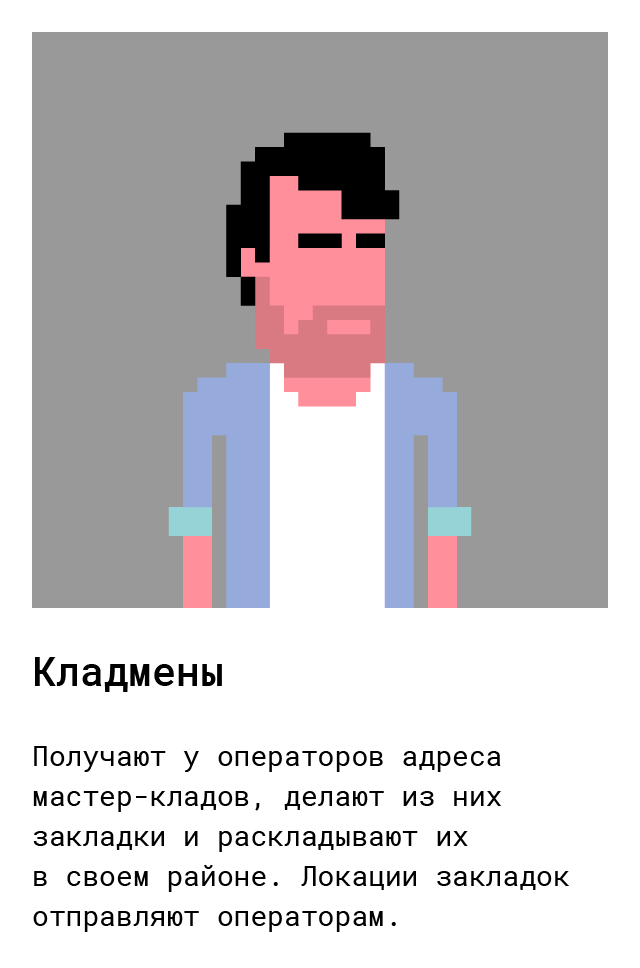 Кладмены
Получают у операторов адреса
мастер-кладов, делают из них
закладки и раскладывают их
в своем районе. Локации закладок
отправляют операторам.